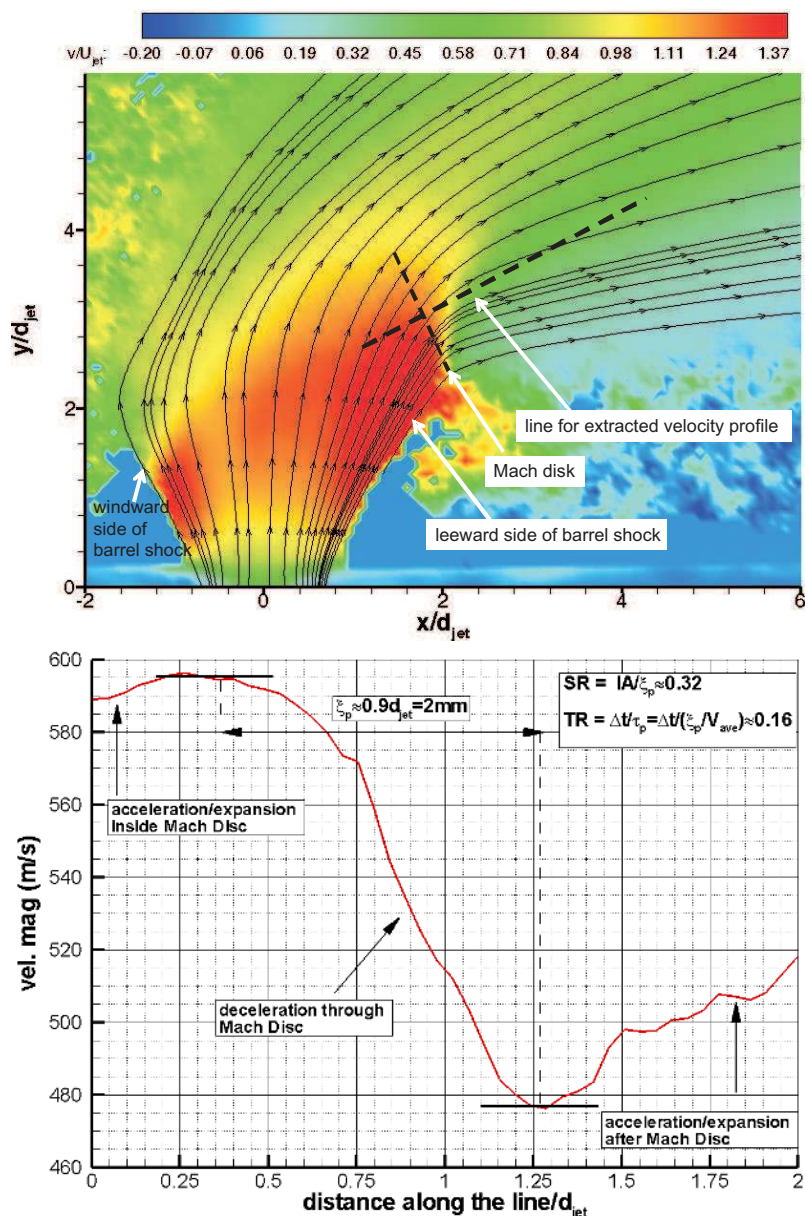 v/U_jet: -0.20 -0.07 0.06 0.19 0.32 0.45 0.58 0.71 0.84 0.98 1.11 1.24 1.37
y/d_jet
4
2
0
line for extracted velocity profile
Mach disk
leeward side of barrel shock
windward
side of
barrel shock
-2 0 2 4 6
x/d_jet
600
580
560
540
520
500
480
460
vel. mag (m/s)
ξ_p≈0.9d_jet=2mm
SR = IA/ξ_p≈0.32
TR = Δt/τ_p=Δt/(ξ_p/V_ave)≈0.16
acceleration/expansion
inside Mach Disc
deceleration through
Mach Disc
acceleration/expansion
after Mach Disc
0 0.25 0.5 0.75 1 1.25 1.5 1.75 2
distance along the line/d_jet